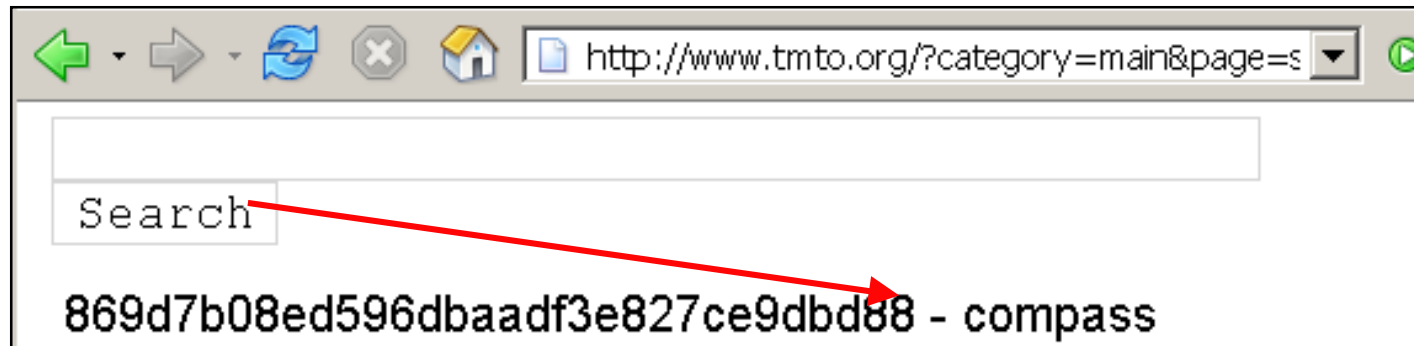 http://www.tmto.org/?category=main&page=s
Search
869d7b08ed596dbaadf3e827ce9dbd88 - compass